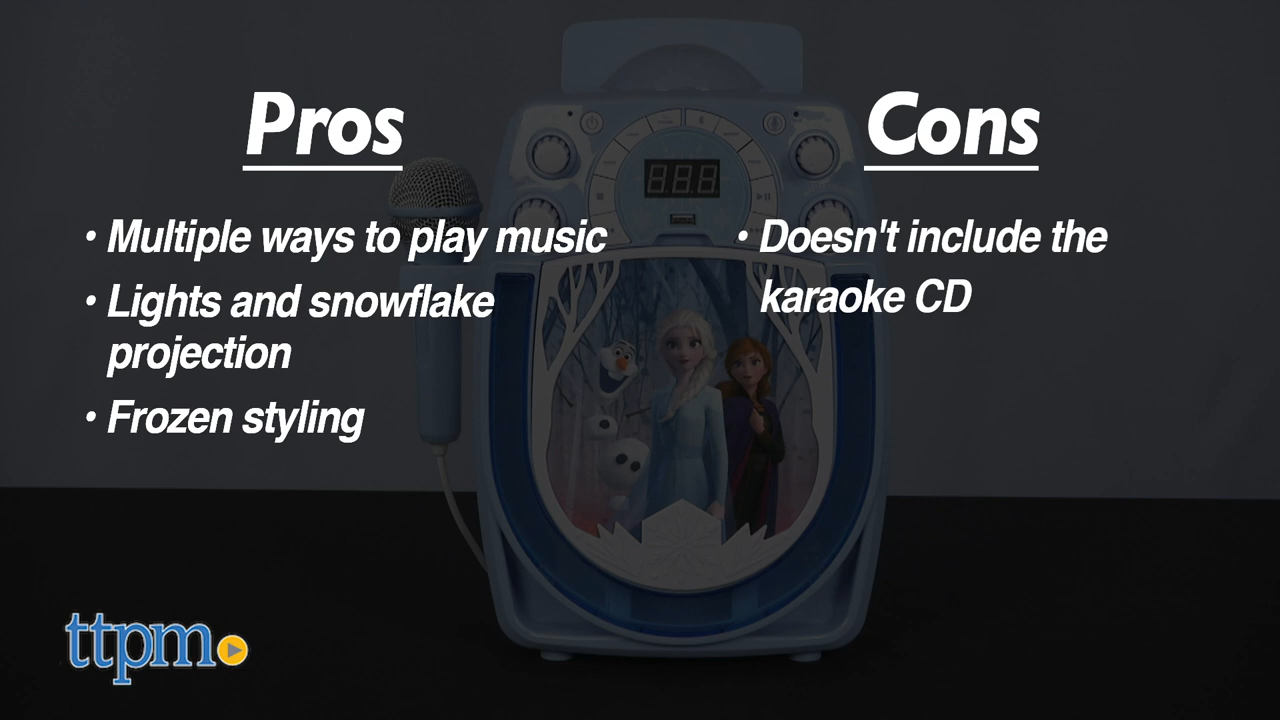 Pros
• Multiple ways to play music
• Lights and snowflake
projection
• Frozen styling
Cons
• Doesn't include the
karaoke CD
888
ttpm